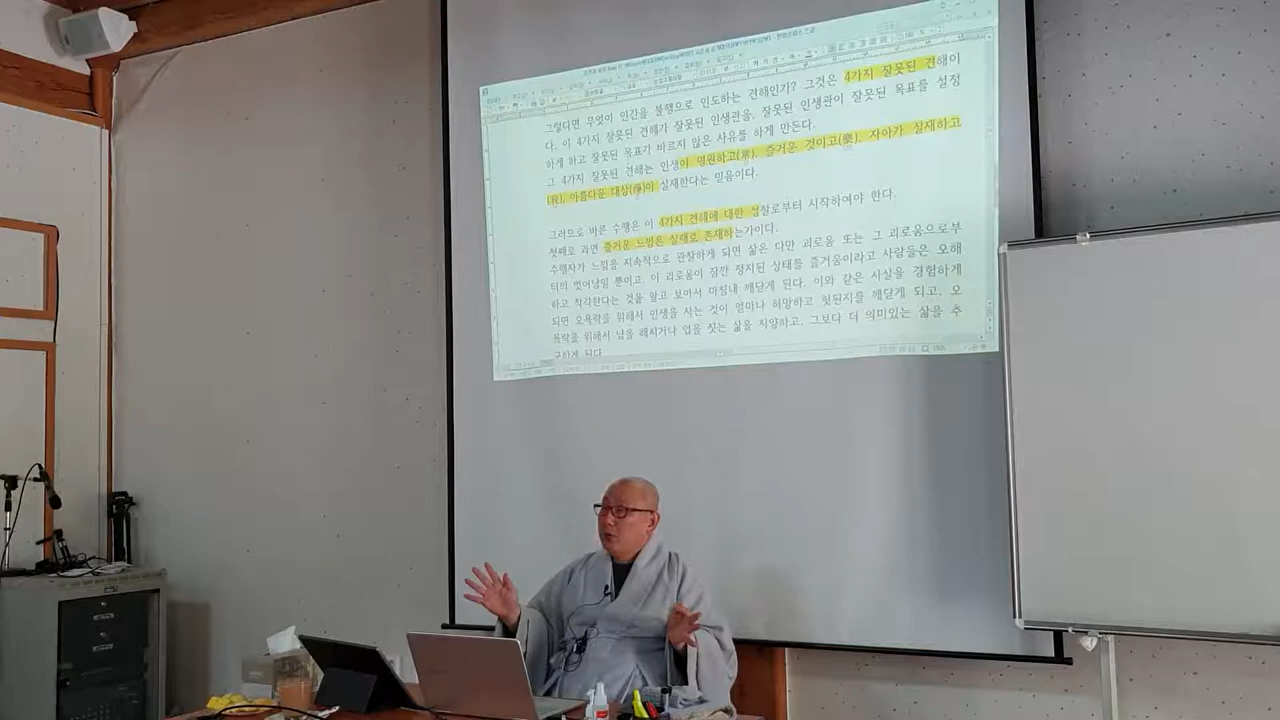 그렇다면 무엇이 인간을 불행으로 인도하는 견해인가? 그것은 4가지 잘못된 견해이
다. 이 4가지 잘못된 견해가 잘못된 인생관을, 잘못된 인생관이 잘못된 목표를 설정
하게 하고 잘못된 목표가 바르지 않은 사유를 하게 만든다.
그 4가지 잘못된 견해는 인생이 영원하고(常), 즐거운 것이고(樂), 자아가 실재하고
(我), 아름다운 대상(淨)이 실재한다는 믿음이다.
그러므로 바른 수행은 이 4가지 견해에 대한 성찰로부터 시작하여야 한다.
첫째로 과연 즐거운 느낌은 실재로 존재하는가이다.
수행자가 느낌을 지속적으로 관찰하게 되면 삶은 다만 괴로움 또는 그 괴로움으로부
터의 벗어남일 뿐이고, 이 괴로움이 잠깐 정지된 상태를 즐거움이라고 사람들은 오해
하고 착각한다는 것을 알고 보아서 마침내 깨닫게 된다. 이와 같은 사실을 경험하게
되면 오욕락을 위해서 인생을 사는 것이 얼마나 허망하고 헛된지를 깨닫게 되고, 오
욕락을 위해서 남을 해치거나 업을 짓는 삶을 지양하고, 그보다 더 의미있는 삶을 추
구하게 된다